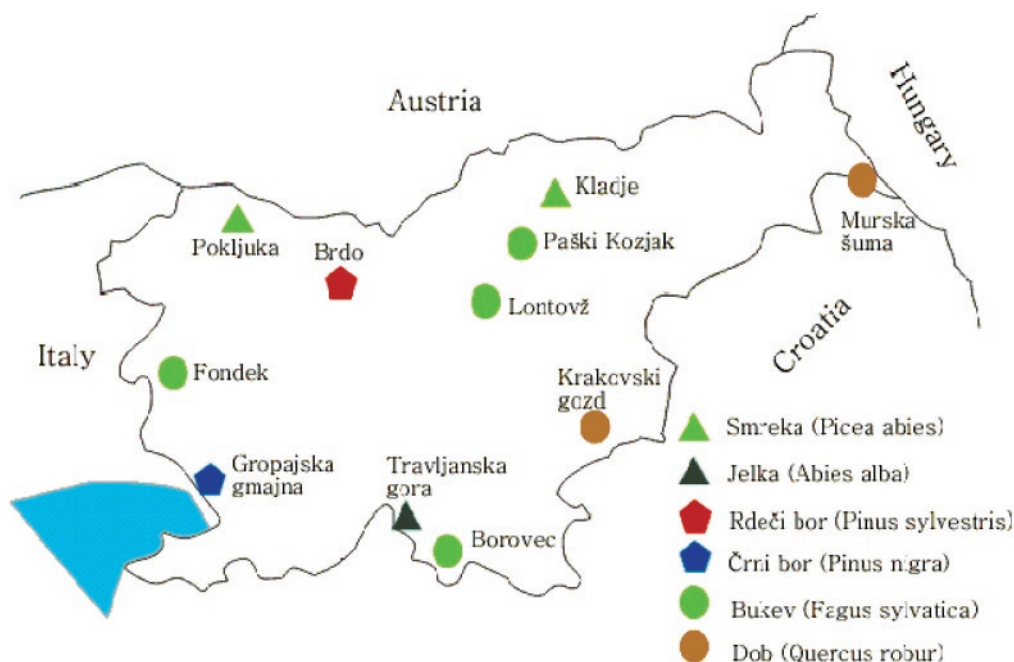 Austria
Hungary
Kladje
Pokljuka
Brdo
Paški Kozjak
Murska
šuma
Lontovž
Italy
Croatia
Fondek
Krakovski
gozd
Smreka (Picea abies)
Gropajska
gmajna
Travljanska
gora
Jelka (Abies alba)
Rdeči bor (Pinus sylvestris)
Borovec
Črni bor (Pinus nigra)
Bukev (Fagus sylvatica)
Dob (Quercus robur)